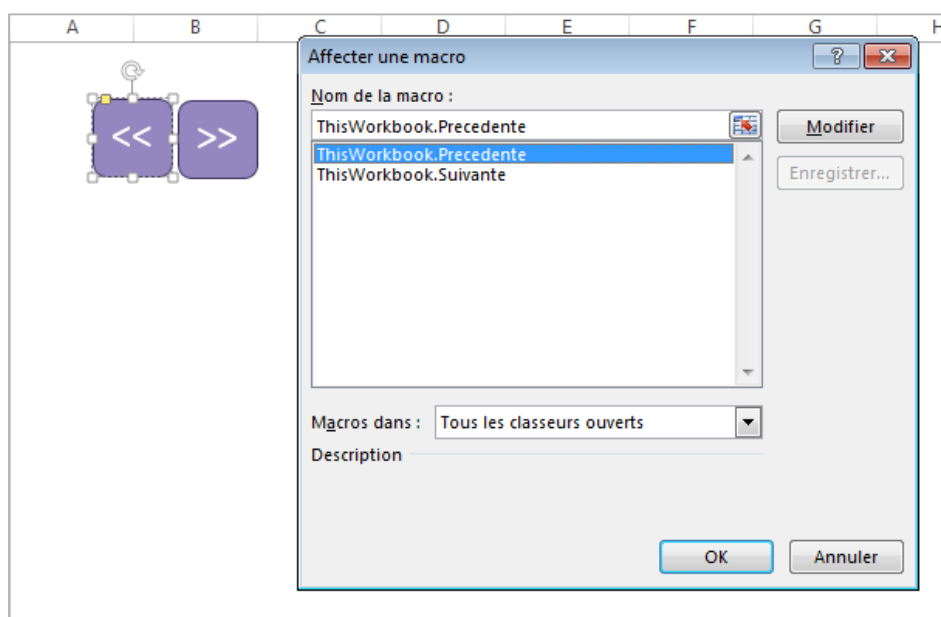 A B C D E F G H
Affecter une macro
?
<< >>
Nom de la macro :
ThisWorkbook.Precedente
Modifier
ThisWorkbook.Precedente
ThisWorkbook.Suivante
Enregistrer...
Macros dans : Tous les classeurs ouverts
Description
OK Annuler